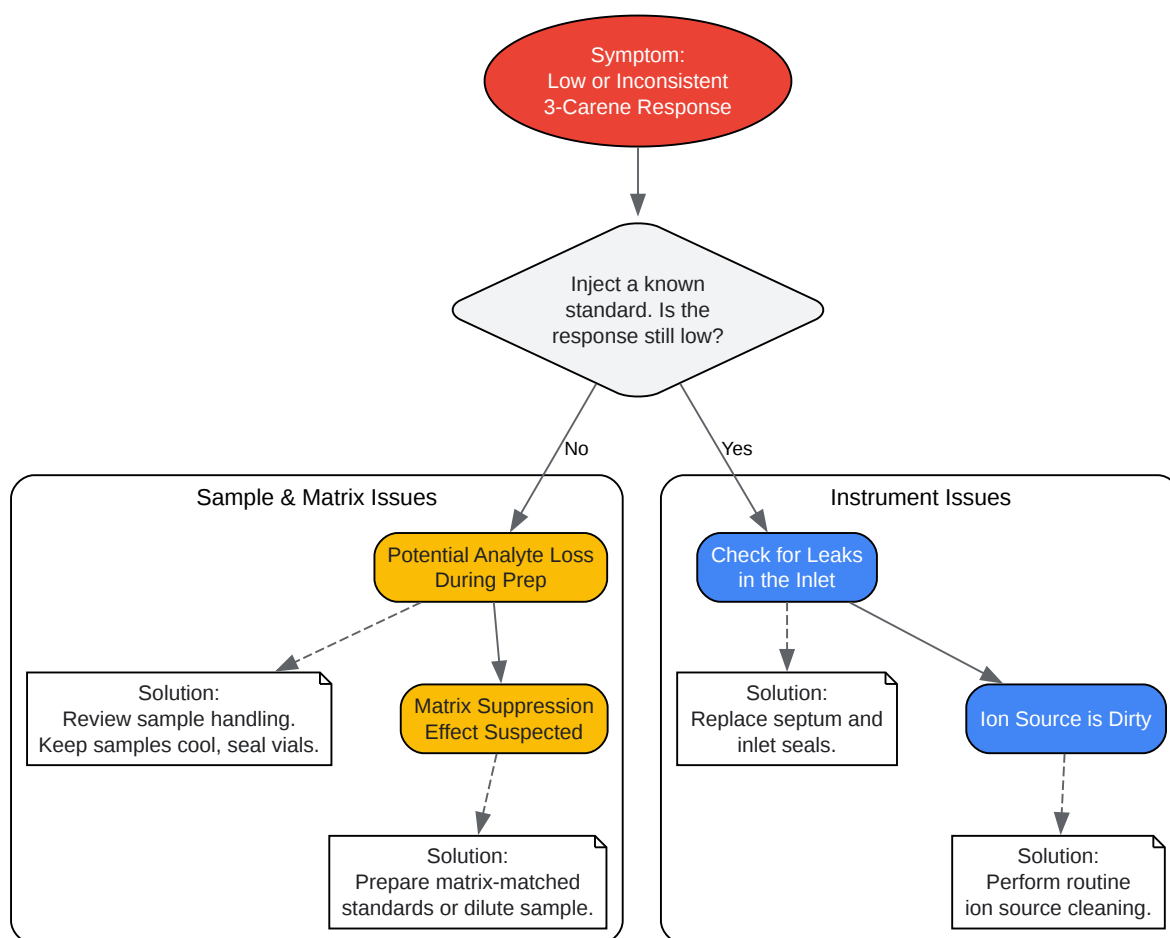 Symptom:
Low or Inconsistent
3-Carene Response
Inject a known
standard. Is the
response still low?
No
Yes
Sample & Matrix Issues
Potential Analyte Loss
During Prep
Solution:
Review sample handling.
Keep samples cool, seal vials.
Matrix Suppression
Effect Suspected
Solution:
Prepare matrix-matched
standards or dilute sample.
Instrument Issues
Check for Leaks
in the Inlet
Solution:
Replace septum and
inlet seals.
Ion Source is Dirty
Solution:
Perform routine
ion source cleaning.